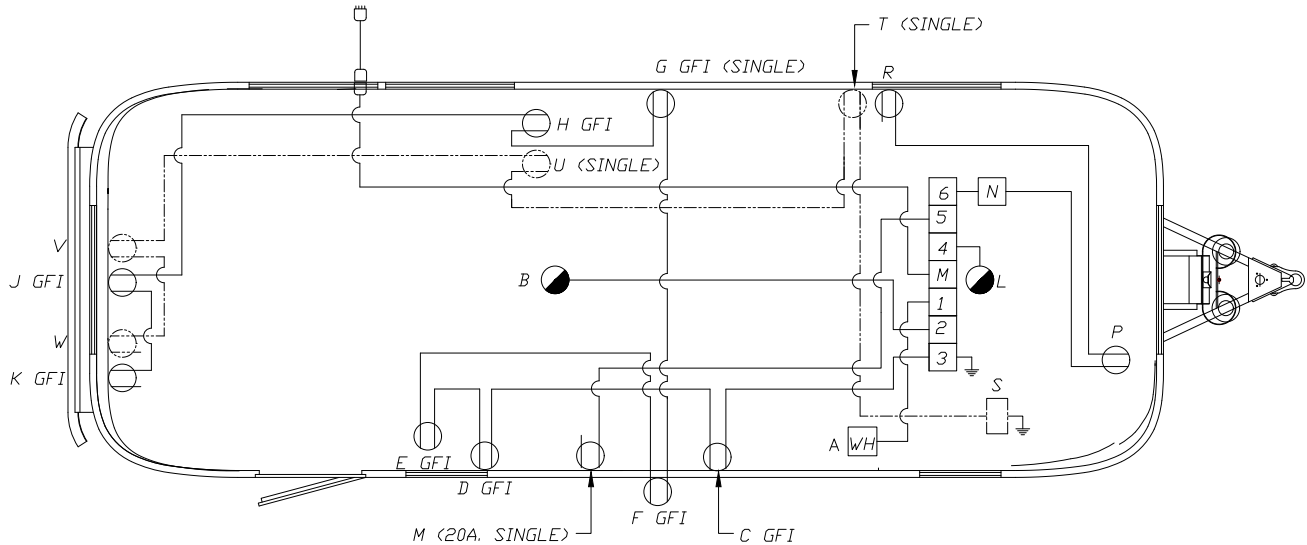 T (SINGLE)
G GFI (SINGLE)
R
H GFI
U (SINGLE)
6
N
5
V
4
J GFI
B
M
L
1
W
2
P
K GFI
3
S
A
WH
E GFI
D GFI
F GFI
M (20A. SINGLE)
C GFI